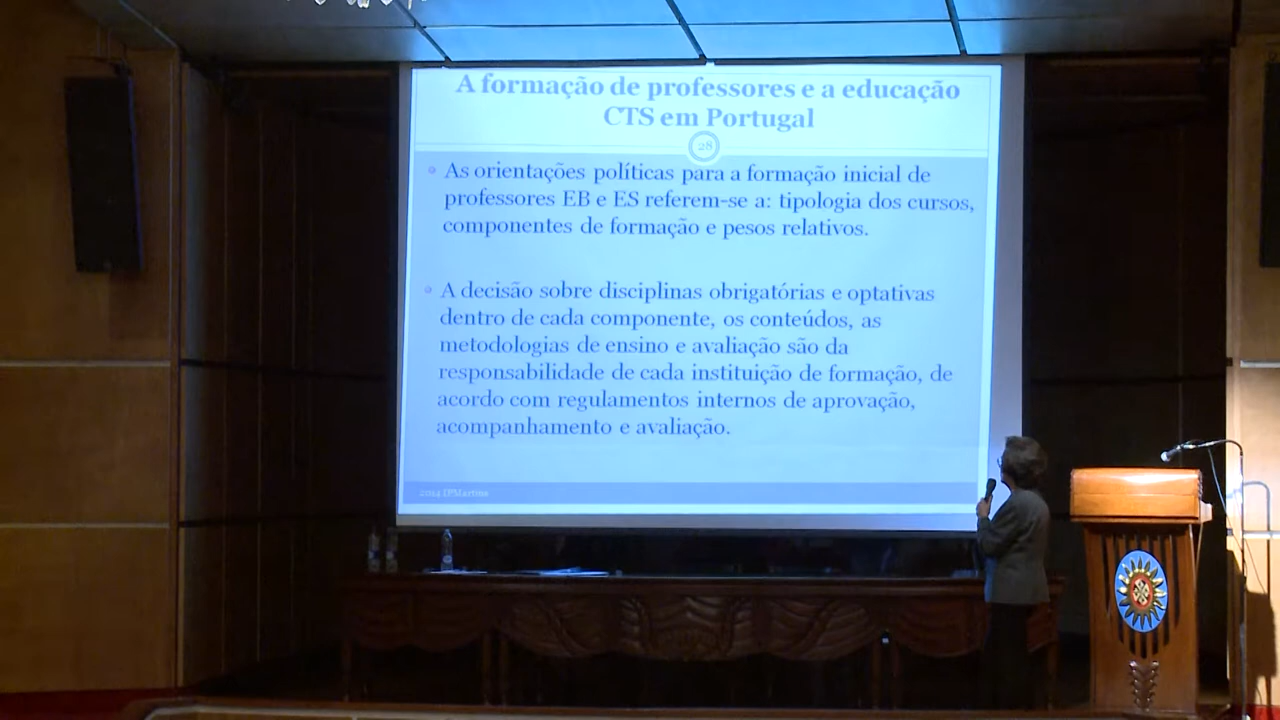 A formação de professores e a educação
CTS em Portugal
28
As orientações políticas para a formação inicial de
professores EB e ES referem-se a: tipologia dos cursos,
componentes de formação e pesos relativos.
A decisão sobre disciplinas obrigatórias e optativas
dentro de cada componente, os conteúdos, as
metodologias de ensino e avaliação são da
responsabilidade de cada instituição de formação, de
acordo com regulamentos internos de aprovação,
acompanhamento e avaliação.
2014 IPMartins